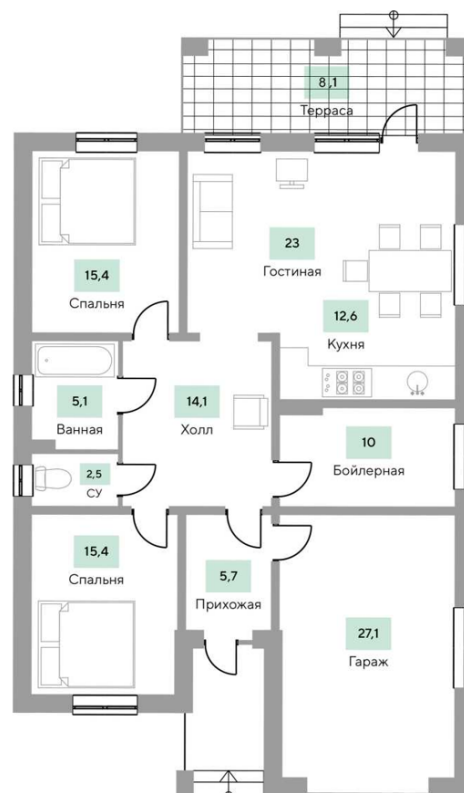 8,1
Терраса
23
Гостиная
15,4
Спальня
12,6
Кухня
5,1
Ванная
14,1
Холл
10
Бойлерная
2,5
СУ
15,4
Спальня
5,7
Прихожая
27,1
Гараж